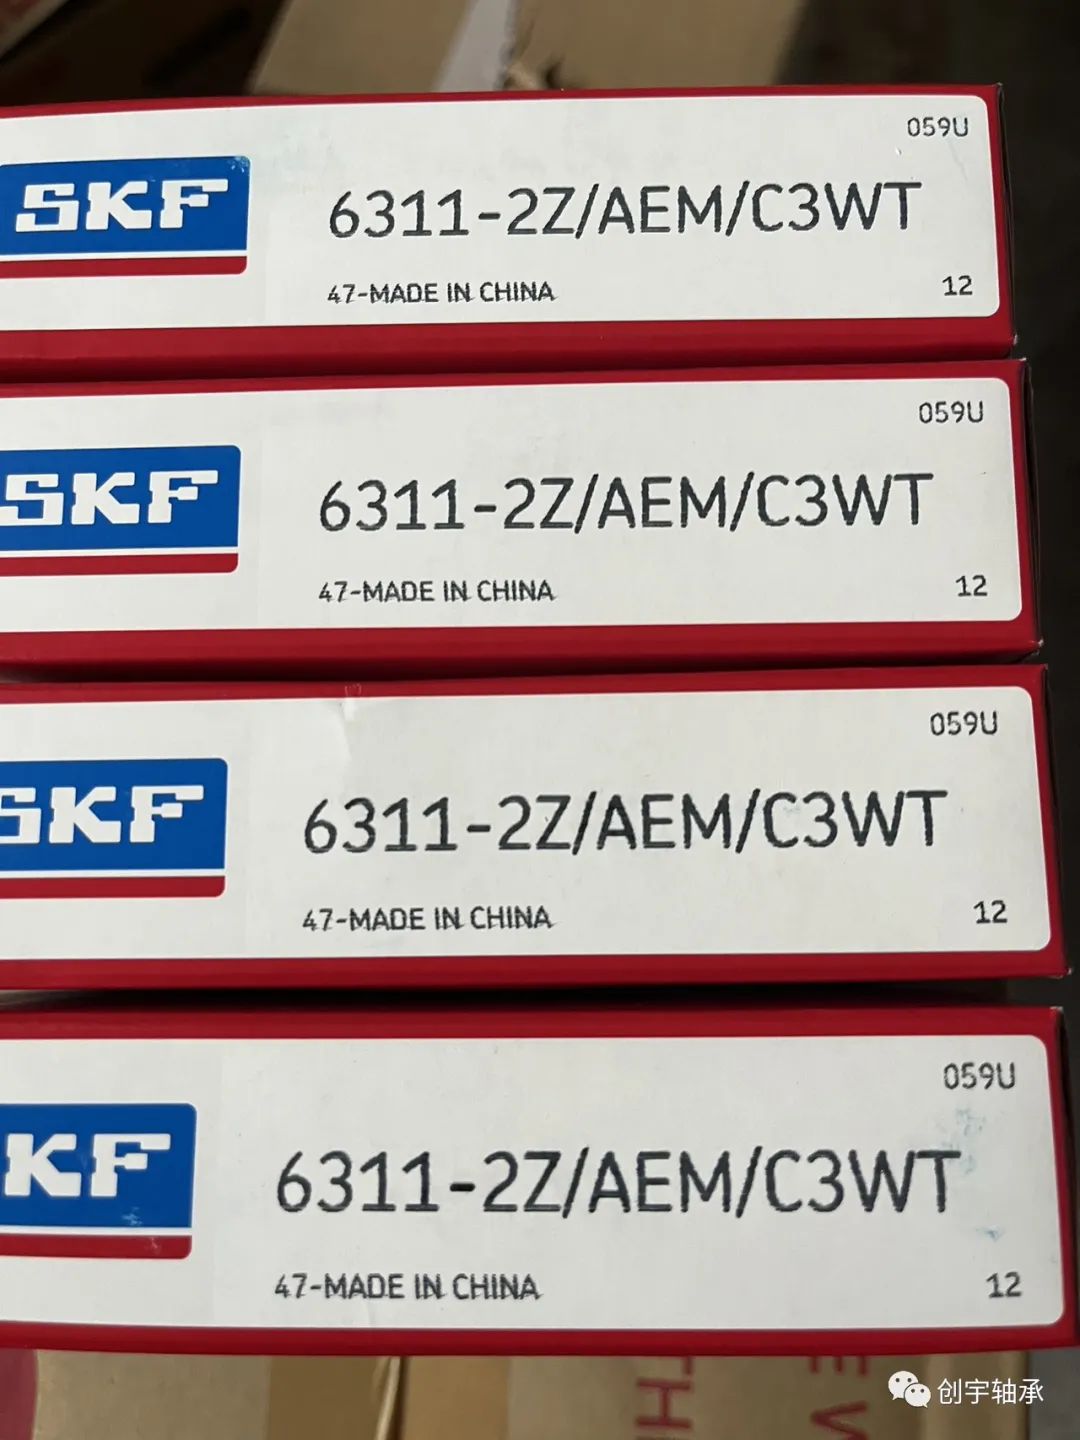 059U
SKF
6311-2Z/AEM/C3WT
47-MADE IN CHINA
12
059U
SKF
6311-2Z/AEM/C3WT
47-MADE IN CHINA
12
059U
SKF
6311-2Z/AEM/C3WT
47-MADE IN CHINA
12
059U
KF
6311-2Z/AEM/C3WT
47-MADE IN CHINA
12
创宇轴承